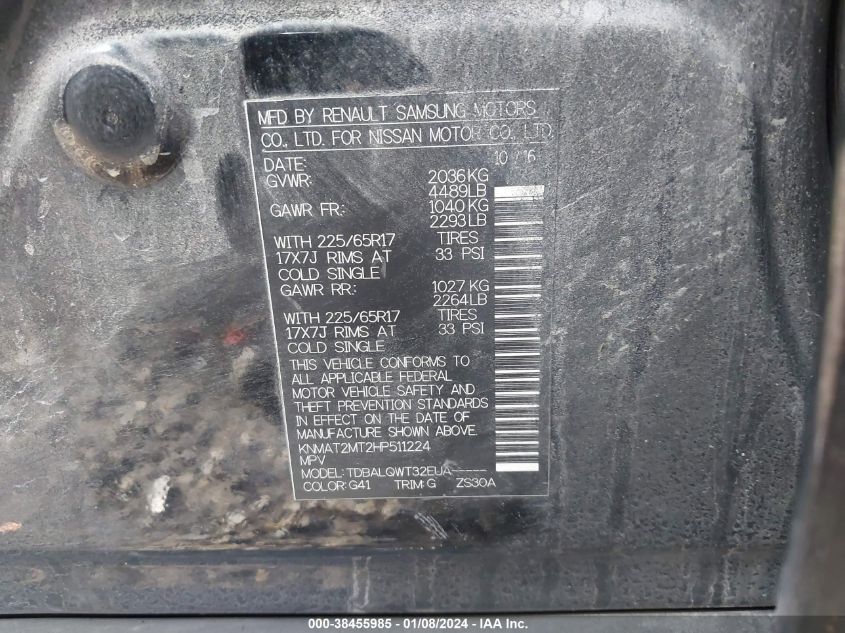 MFD BY RENAULT SAMSUNG MOTORS
CO., LTD. FOR NISSAN MOTOR CO., LTD.
DATE: 10 / 16
GVWR: 2036KG
4489LB
GAWR FR: 1040KG
2293LB
WITH 225/65R17 TIRES
17X7J RIMS AT 33 PSI
COLD SINGLE
GAWR RR: 1027 KG
2264LB
WITH 225/65R17 TIRES
17X7J RIMS AT 33 PSI
COLD SINGLE
THIS VEHICLE CONFORMS TO
ALL APPLICABLE FEDERAL
MOTOR VEHICLE SAFETY AND
THEFT PREVENTION STANDARDS
IN EFFECT ON THE DATE OF
MANUFACTURE SHOWN ABOVE.
KNMAT2MT2HP511224
MPV
MODEL: TDBALQWT32EUA-----
COLOR: G41 TRIM: G ZS30A
000-38455985 - 01/08/2024 - IAA Inc.